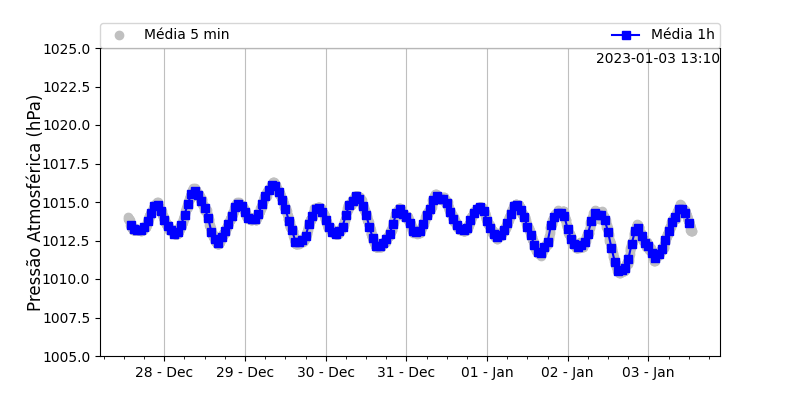 Média 5 min
Média 1h
2023-01-03 13:10
Pressão Atmosférica (hPa)
1025.0
1022.5
1020.0
1017.5
1015.0
1012.5
1010.0
1007.5
1005.0
28 - Dec
29 - Dec
30 - Dec
31 - Dec
01 - Jan
02 - Jan
03 - Jan